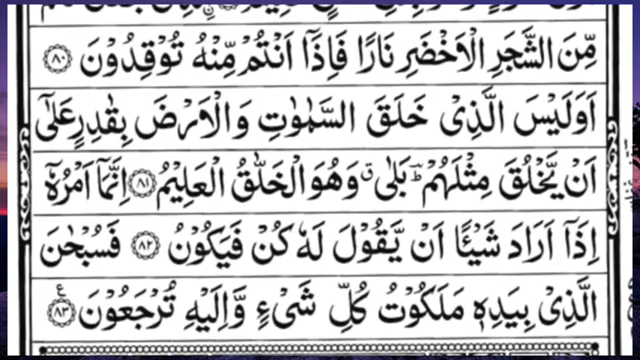 مِّنَ الشَّجَرِ الْاَخْضَرِ نَارًا فَاِذَاۤ اَنْتُمْ مِّنْهُ تُوْقِدُوْنَ ﴿۸۰﴾
اَوَلَيْسَ الَّذِيْ خَلَقَ السَّمٰوٰتِ وَالْاَرْضَ بِقٰدِرٍ عَلٰۤى
اَنْ يَّخْلُقَ مِثْلَهُمْ ؕ بَلٰى ۗ وَهُوَ الْخَلّٰقُ الْعَلِيْمُ ﴿۸۱﴾ اِنَّمَاۤ اَمْرُهٗۤ
اِذَاۤ اَرَادَ شَيْـًٔا اَنْ يَّقُوْلَ لَهٗ كُنْ فَيَكُوْنُ ﴿۸۲﴾ فَسُبْحٰنَ
الَّذِيْ بِيَدِهٖ مَلَكُوْتُ كُلِّ شَيْءٍ وَّاِلَيْهِ تُرْجَعُوْنَ ﴿۸۳﴾ ع